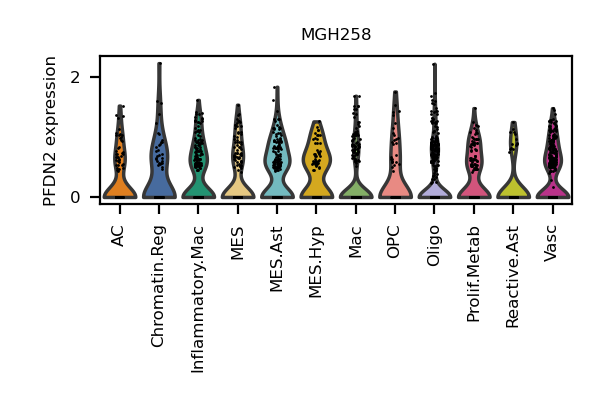 MGH258
PFDN2 expression
2
0
AC
Chromatin.Reg
Inflammatory.Mac
MES
MES.Ast
MES.Hyp
Mac
OPC
Oligo
Prolif.Metab
Reactive.Ast
Vasc